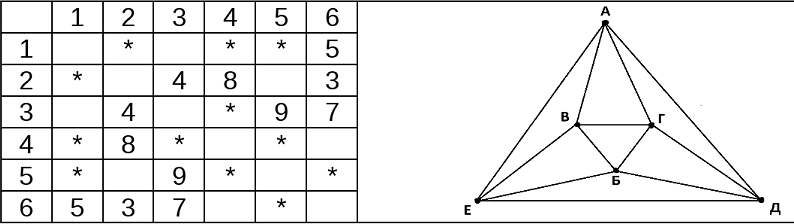 1 2 3 4 5 6
1 * * * 5
2 * 4 8 3
3 4 * 9 7
4 * 8 * *
5 * 9 * *
6 5 3 7 *
А
В
Г
Б
Е
Д